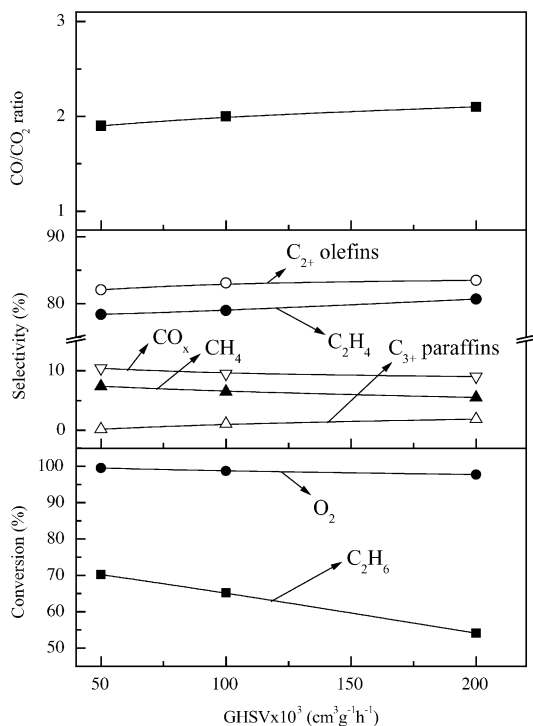 3
2
1
CO/CO₂ ratio
90
80
10
0
Selectivity (%)
C₂₊ olefins
C₂H₄
COₓ
CH₄
C₃₊ paraffins
100
90
80
70
60
50
Conversion (%)
O₂
C₂H₆
50 100 150 200
GHSVx10³ (cm³g⁻¹h⁻¹)